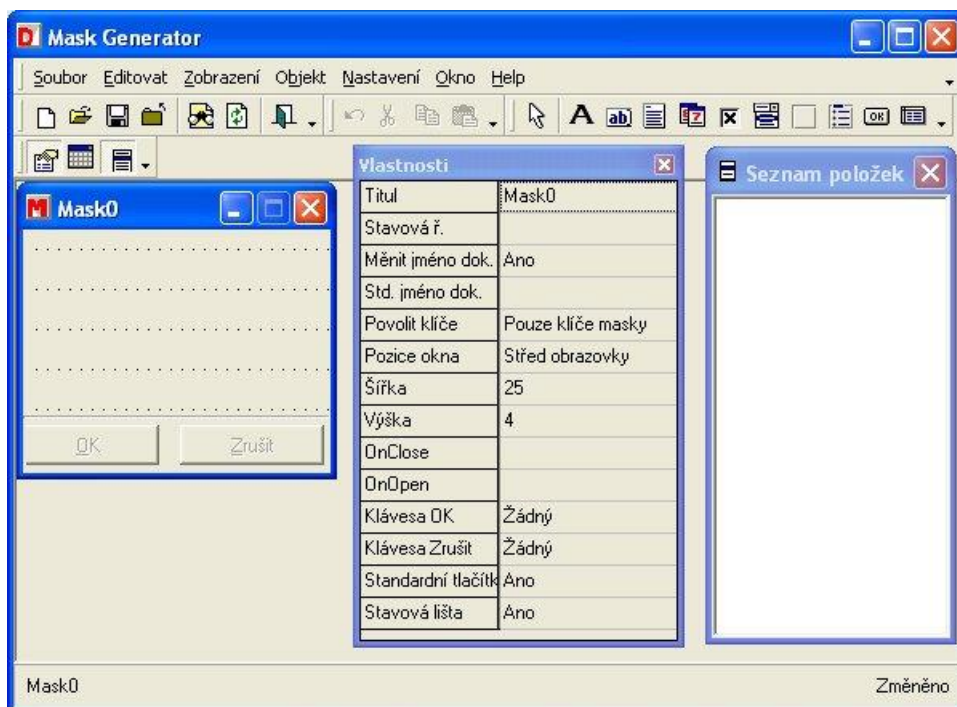 Mask Generator
Soubor Editovat Zobrazení Objekt Nastavení Okno Help
A ab OK
Mask0
OK Zrušit
Vlastnosti
Titul Mask0
Stavová ř.
Měnit jméno dok. Ano
Std. jméno dok.
Povolit klíče Pouze klíče masky
Pozice okna Střed obrazovky
Šířka 25
Výška 4
OnClose
OnOpen
Klávesa OK Žádný
Klávesa Zrušit Žádný
Standardní tlačítk Ano
Stavová lišta Ano
Seznam položek
Mask0 Změněno